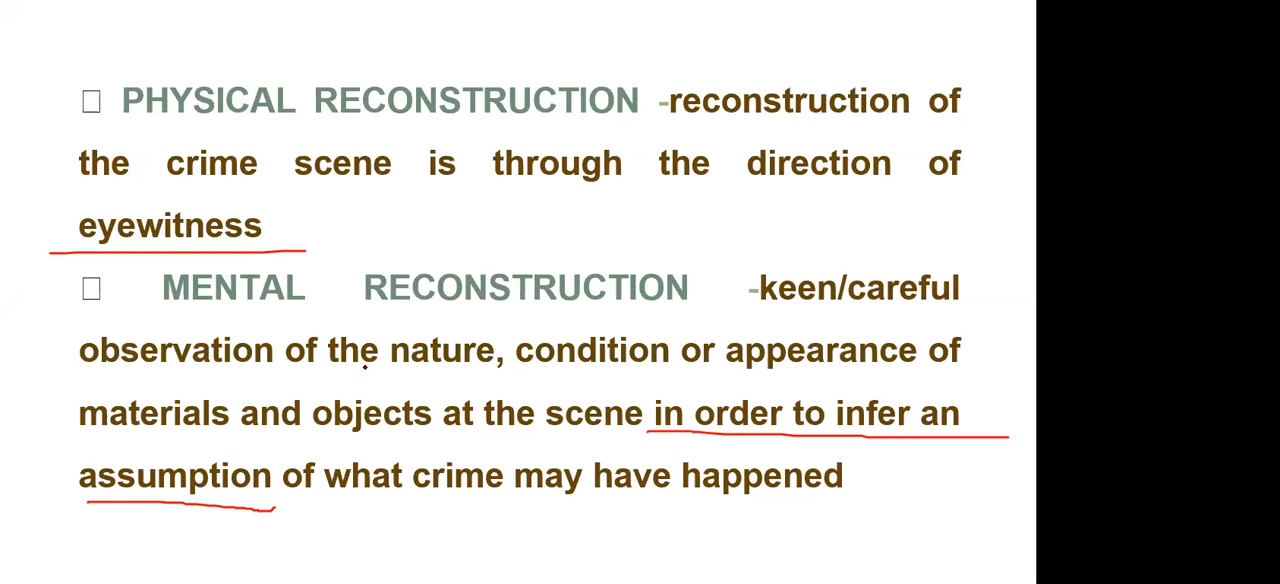 □ PHYSICAL RECONSTRUCTION -reconstruction of
the crime scene is through the direction of
eyewitness
□ MENTAL RECONSTRUCTION -keen/careful
observation of the nature, condition or appearance of
materials and objects at the scene in order to infer an
assumption of what crime may have happened